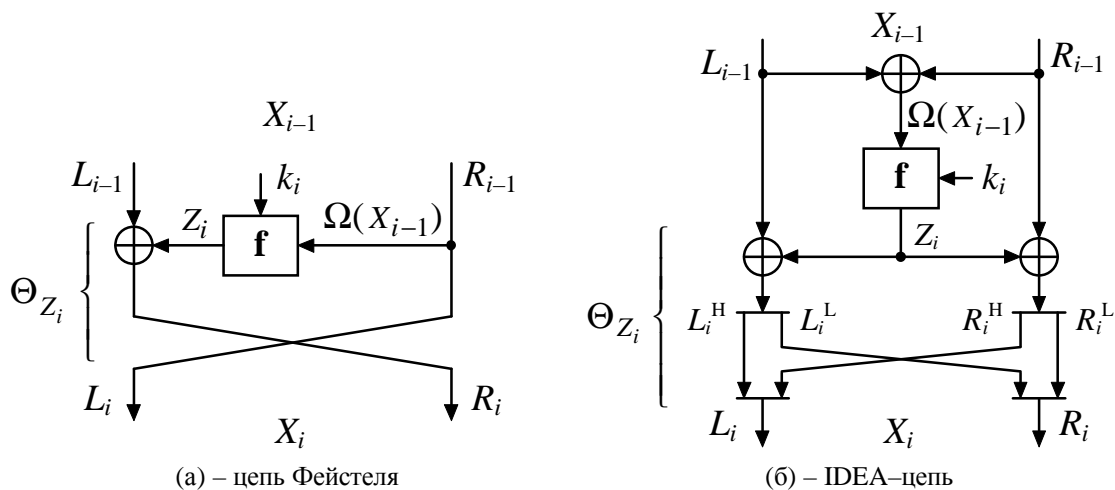 X_{i–1}
L_{i–1}
k_i
R_{i–1}
Z_i
f
Ω(X_{i–1})
Θ_{Z_i}
L_i
R_i
X_i
(а) – цепь Фейстеля
X_{i–1}
L_{i–1}
R_{i–1}
Ω(X_{i–1})
f
k_i
Z_i
Θ_{Z_i}
L_i^H L_i^L R_i^H R_i^L
L_i
X_i
R_i
(б) – IDEA–цепь